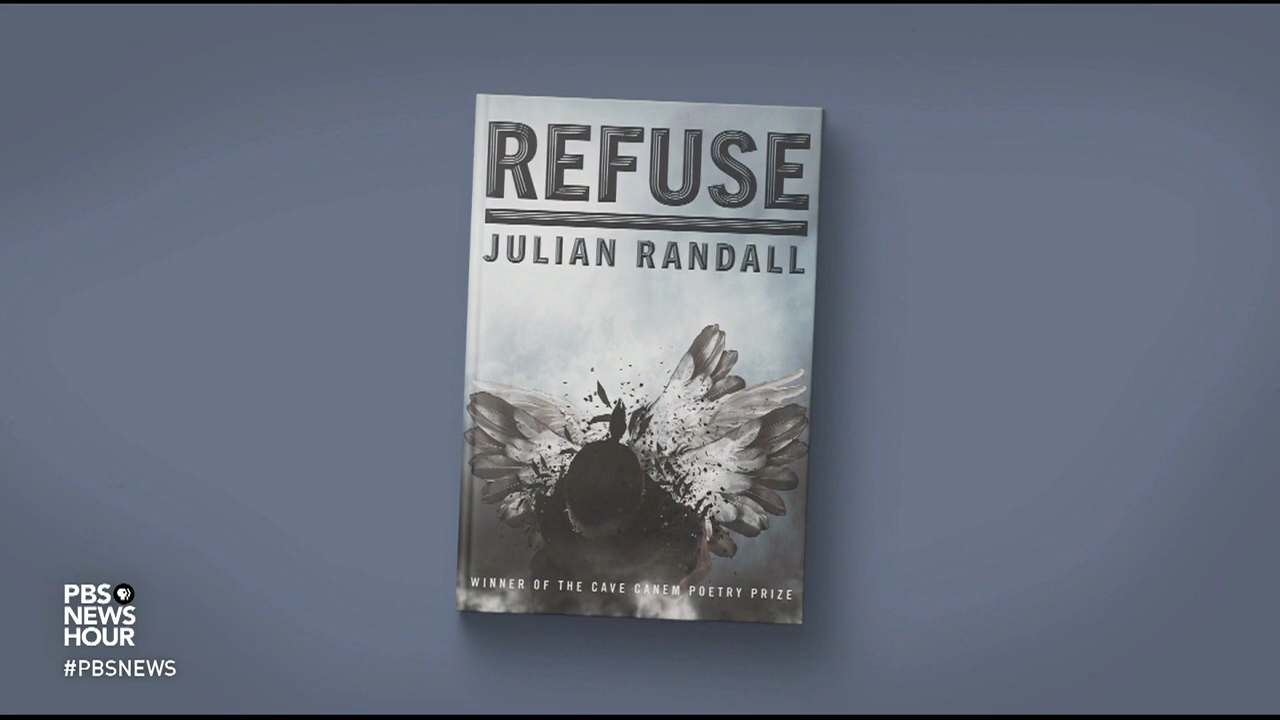 REFUSE
JULIAN RANDALL
WINNER OF THE CAVE CANEM POETRY PRIZE
PBS
NEWS
HOUR
#PBSNEWS